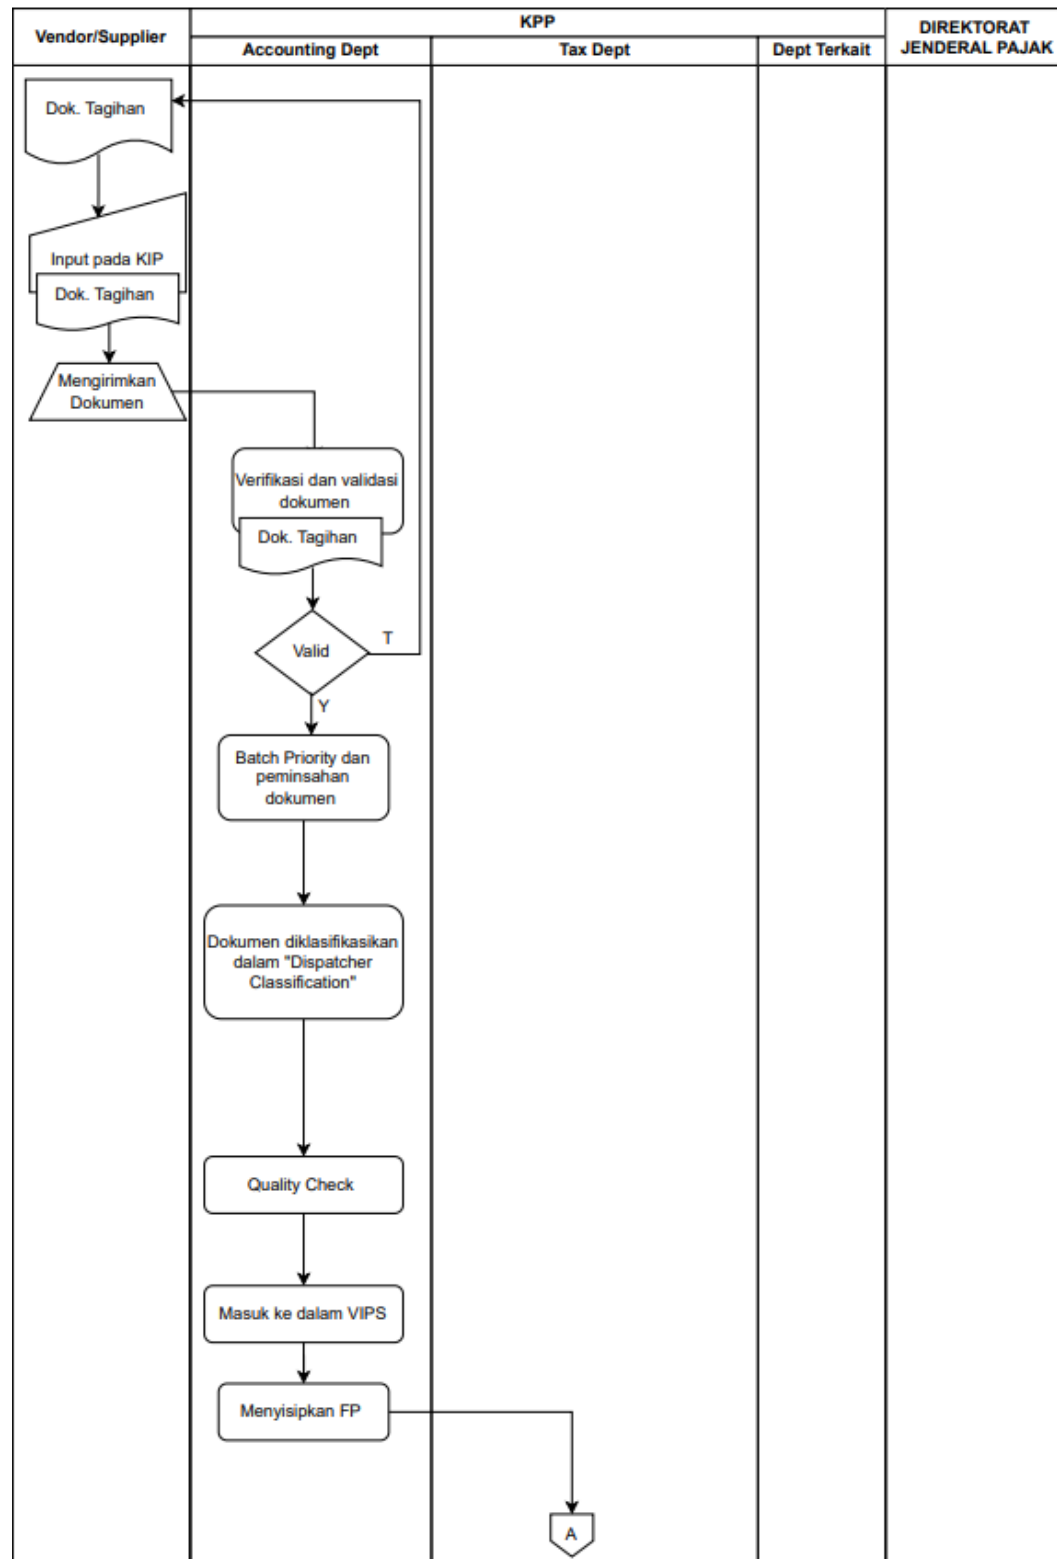 Vendor/Supplier
KPP
DIREKTORAT
JENDERAL PAJAK
Accounting Dept
Tax Dept
Dept Terkait
Dok. Tagihan
Input pada KIP
Dok. Tagihan
Mengirimkan
Dokumen
Verifikasi dan validasi
dokumen
Dok. Tagihan
Valid
T
Y
Batch Priority dan
peminsahan
dokumen
Dokumen diklasifikasikan
dalam "Dispatcher
Classification"
Quality Check
Masuk ke dalam VIPS
Menyisipkan FP
A